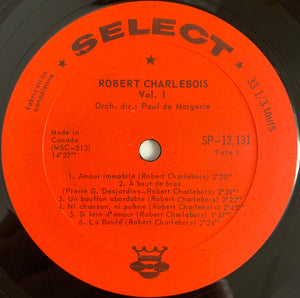 SELECT
fabrication
canadienne
33 1/3 tours
ROBERT CHARLEBOIS
Vol. 1
Orch. dir.: Paul de Margerie
Made in
Canada
(MSC-313)
14'37"
SP-12.131
Face 1
1. Amour immobile (Robert Charlebois) 2'25"
2. À bout de bras
(Pierre G. Desjardins-Robert Charlebois) 2'29"
3. Un bouffon abordable (Robert Charlebois) 2'22"
4. Ni chanson, ni poème (Robert Charlebois) 2'45"
5. Si loin d'amour (Robert Charlebois) 1'47"
6. La Boulé (Robert Charlebois) 2'24"